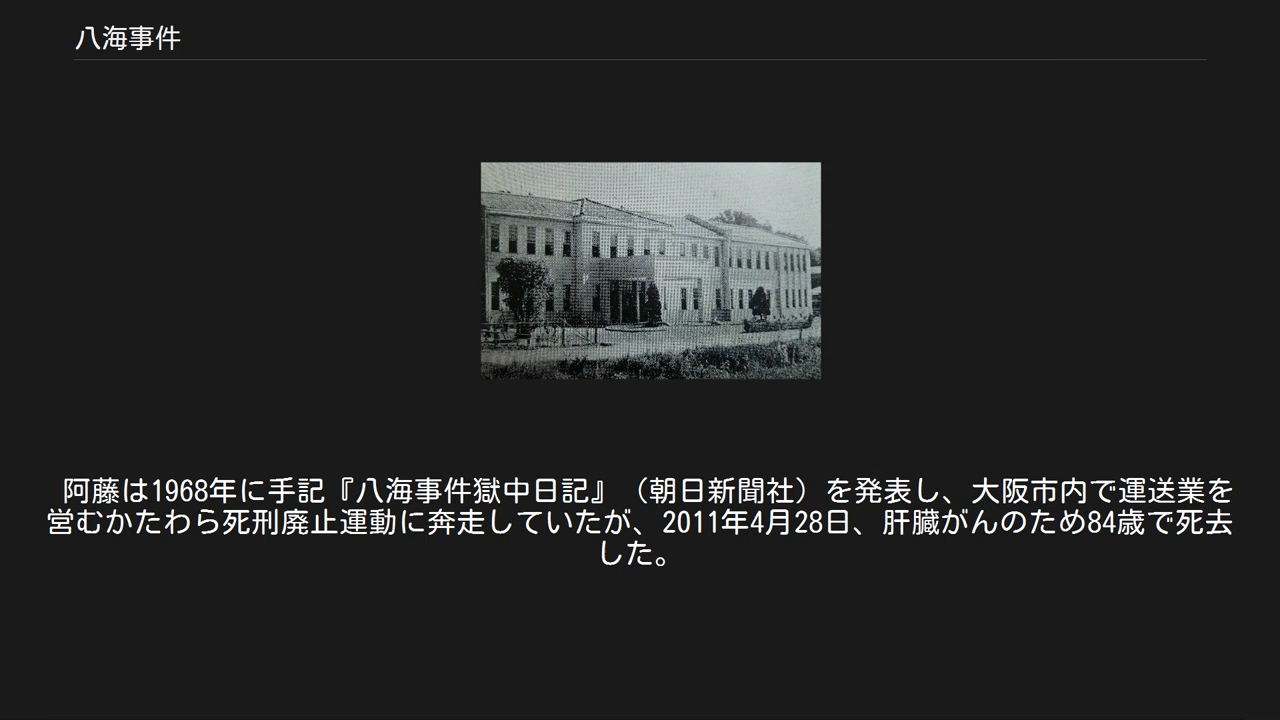 八海事件
阿藤は1968年に手記『八海事件獄中日記』（朝日新聞社）を発表し、大阪市内で運送業を
営むかたわら死刑廃止運動に奔走していたが、2011年4月28日、肝臓がんのため84歳で死去
した。